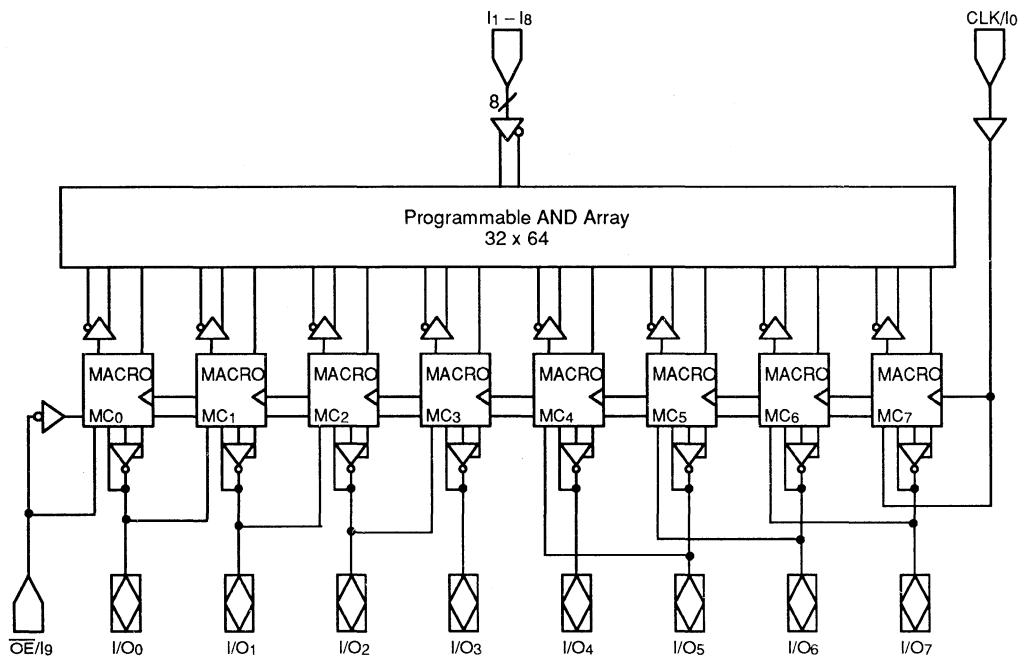 I₁ – I₈
CLK/I₀
8
Programmable AND Array
32 x 64
MACRO MACRO MACRO MACRO MACRO MACRO MACRO MACRO
MC₀ MC₁ MC₂ MC₃ MC₄ MC₅ MC₆ MC₇
O̅E̅/I₉ I/O₀ I/O₁ I/O₂ I/O₃ I/O₄ I/O₅ I/O₆ I/O₇